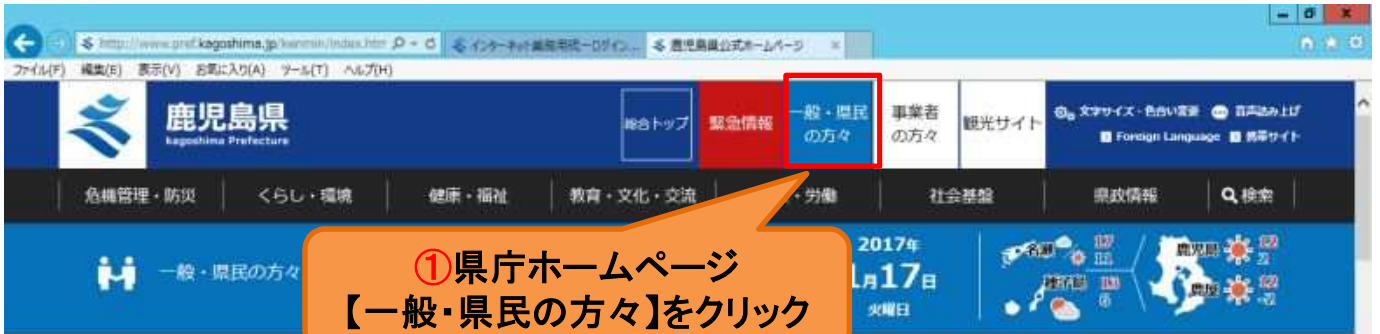 http://www.pref.kagoshima.jp/kenmin/index.htm
鹿児島県公式ホームページ
ファイル(F) 編集(E) 表示(V) お気に入り(A) ツール(T) ヘルプ(H)
鹿児島県
Kagoshima Prefecture
総合トップ
緊急情報
一般・県民
の方々
事業者
の方々
観光サイト
文字サイズ・色合い変更 音声読み上げ
Foreign Language 携帯サイト
危機管理・防災
くらし・環境
健康・福祉
教育・文化・交流
・労働
社会基盤
県政情報
検索
一般・県民の方々
①県庁ホームページ
【一般・県民の方々】をクリック
2017年
月17日
火曜日
名瀬 17 11
種子島 13 6
鹿児島 12 2
鹿屋 12 -2